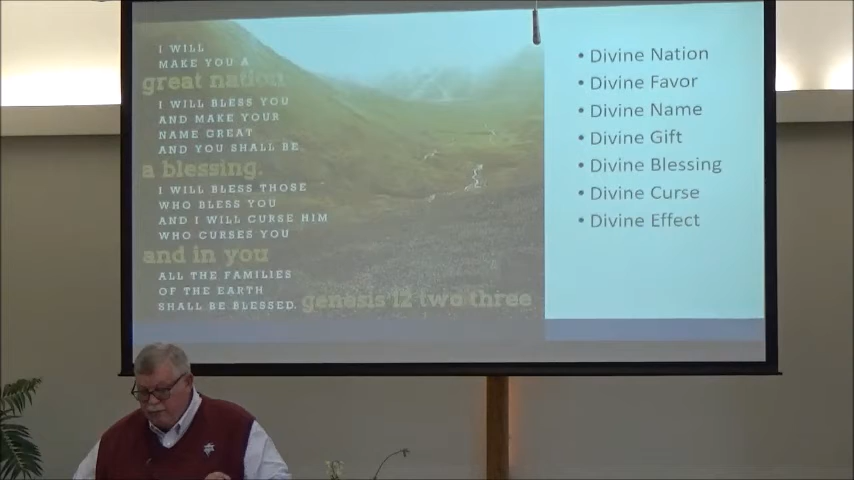 I WILL
MAKE YOU A
great nation
I WILL BLESS YOU
AND MAKE YOUR
NAME GREAT
AND YOU SHALL BE
a blessing.
I WILL BLESS THOSE
WHO BLESS YOU
AND I WILL CURSE HIM
WHO CURSES YOU
and in you
ALL THE FAMILIES
OF THE EARTH
SHALL BE BLESSED.
genesis 12 two three
• Divine Nation
• Divine Favor
• Divine Name
• Divine Gift
• Divine Blessing
• Divine Curse
• Divine Effect